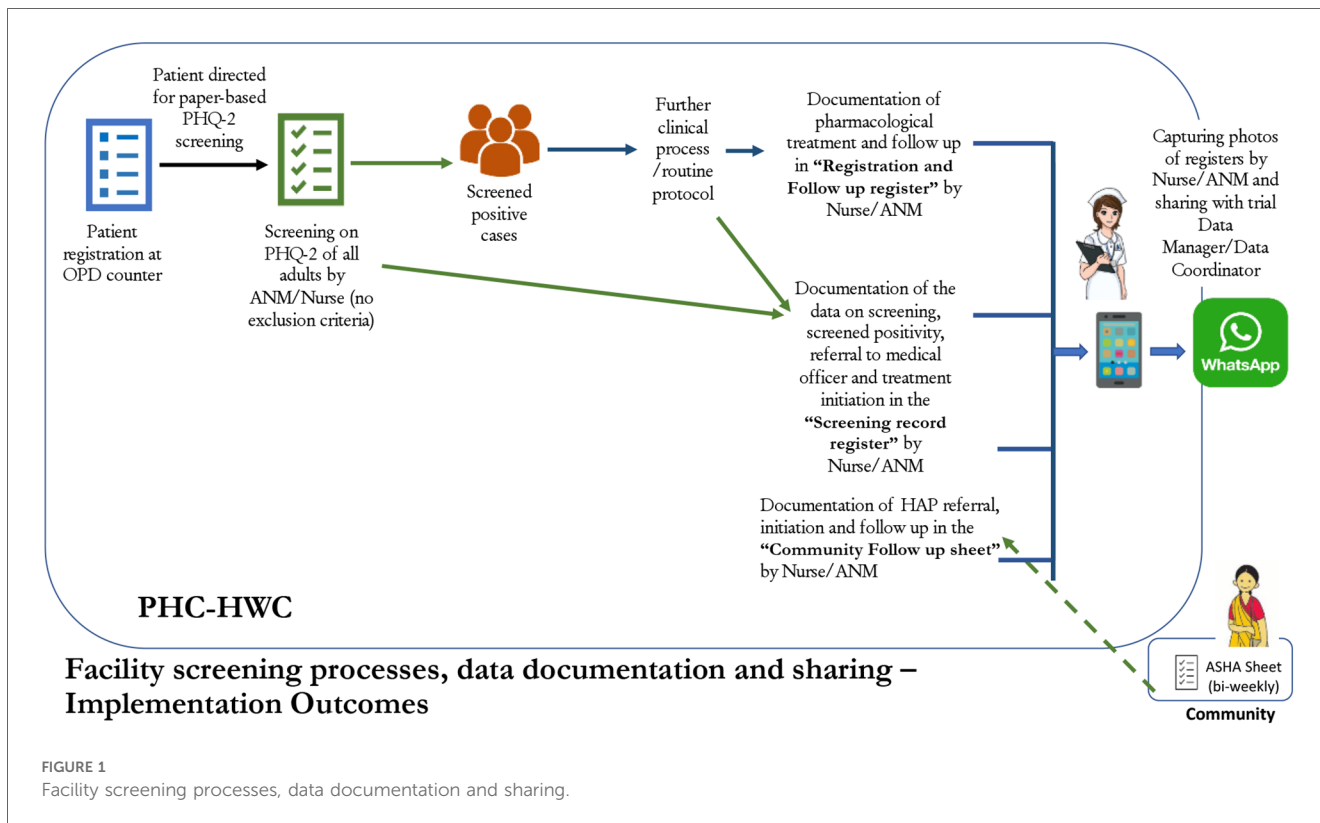 Patient directed
for paper-based
PHQ-2
screening
Patient
registration at
OPD counter
Screening on
PHQ-2 of all
adults by
ANM/Nurse (no
exclusion criteria)
Screened
positive
cases
Further
clinical
process
/routine
protocol
Documentation of
pharmacological
treatment and follow up
in “Registration and
Follow up register” by
Nurse/ANM
Documentation of the
data on screening,
screened positivity,
referral to medical
officer and treatment
initiation in the
“Screening record
register” by
Nurse/ANM
Documentation of HAP referral,
initiation and follow up in the
“Community Follow up sheet”
by Nurse/ANM
Capturing photos
of registers by
Nurse/ANM and
sharing with trial
Data
Manager/Data
Coordinator
WhatsApp
ASHA Sheet
(bi-weekly)
Community
PHC-HWC
Facility screening processes, data documentation and sharing –
Implementation Outcomes
FIGURE 1
Facility screening processes, data documentation and sharing.